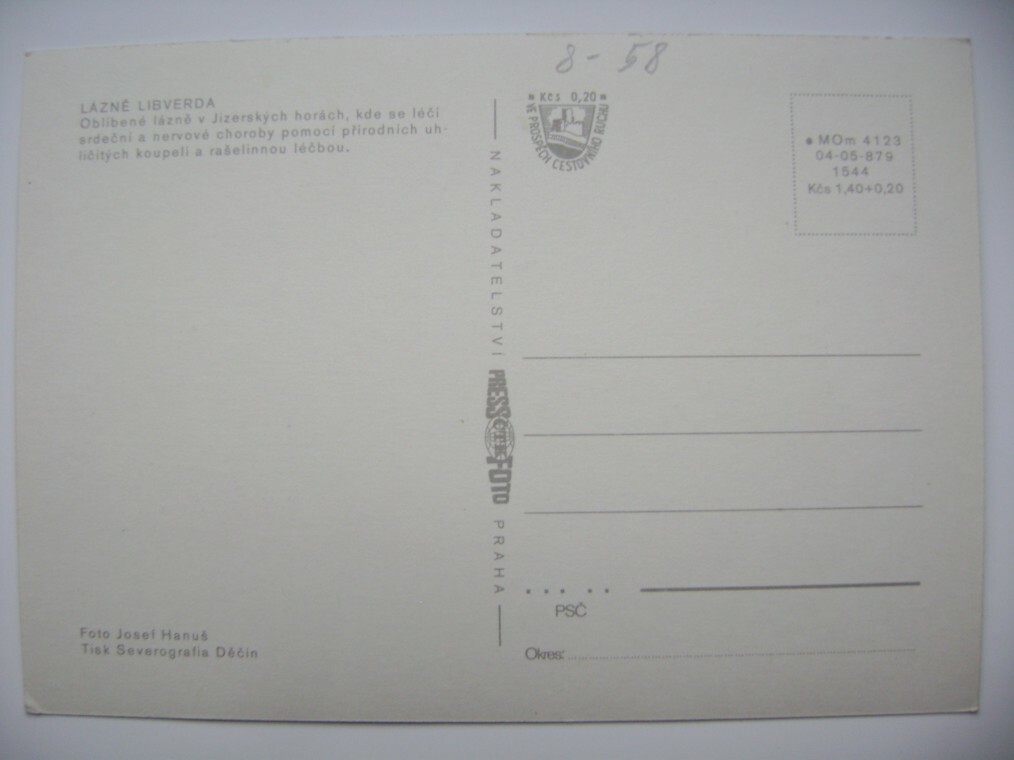 8- 58
LÁZNĚ LIBVERDA
Oblíbené lázně v Jizerských horách, kde se léčí
srdeční a nervové choroby pomocí přírodních uh-
ličitých koupelí a rašelinnou léčbou.
Kčs 0,20
VE PROSPĚCH CESTOVNÍHO RUCHU
MOm 4123
04-05-879
1544
Kčs 1,40+0,20
NAKLADATELSTVÍ PRESSFOTO PRAHA
PSČ
Okres:
Foto Josef Hanuš
Tisk Severografia Děčín